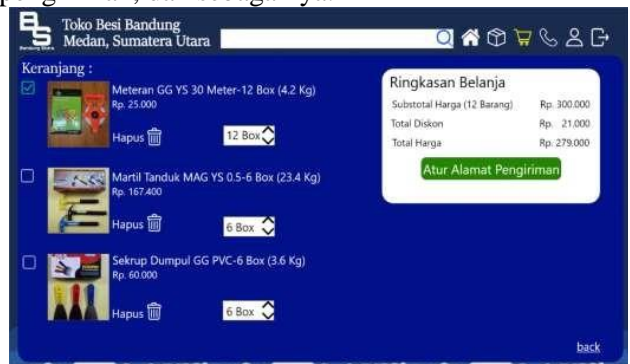 BS
Toko Besi Bandung
Medan, Sumatera Utara
Keranjang :
Meteran GG YS 30 Meter-12 Box (4.2 Kg)
Rp. 25.000
Hapus
12 Box
Martil Tanduk MAG YS 0.5-6 Box (23.4 Kg)
Rp. 167.400
Hapus
6 Box
Sekrup Dumpul GG PVC-6 Box (3.6 Kg)
Rp. 60.000
Hapus
6 Box
Ringkasan Belanja
Substotal Harga (12 Barang) Rp. 300.000
Total Diskon Rp. 21.000
Total Harga Rp. 279.000
Atur Alamat Pengiriman
back